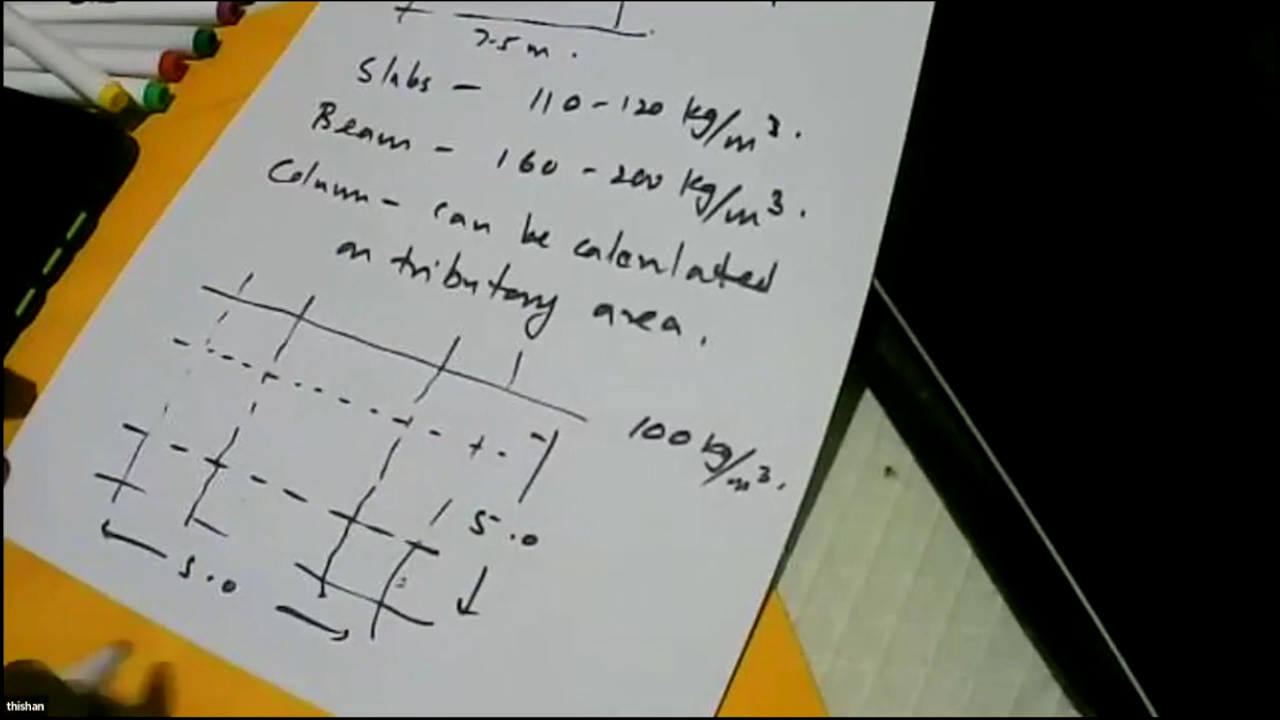 7.5 m.
Slabs - 110 - 120 kg/m³.
Beam - 160 - 200 kg/m³.
Column - can be calculated
on tributary area.
100 kg/m³.
5.0
5.0
thishan